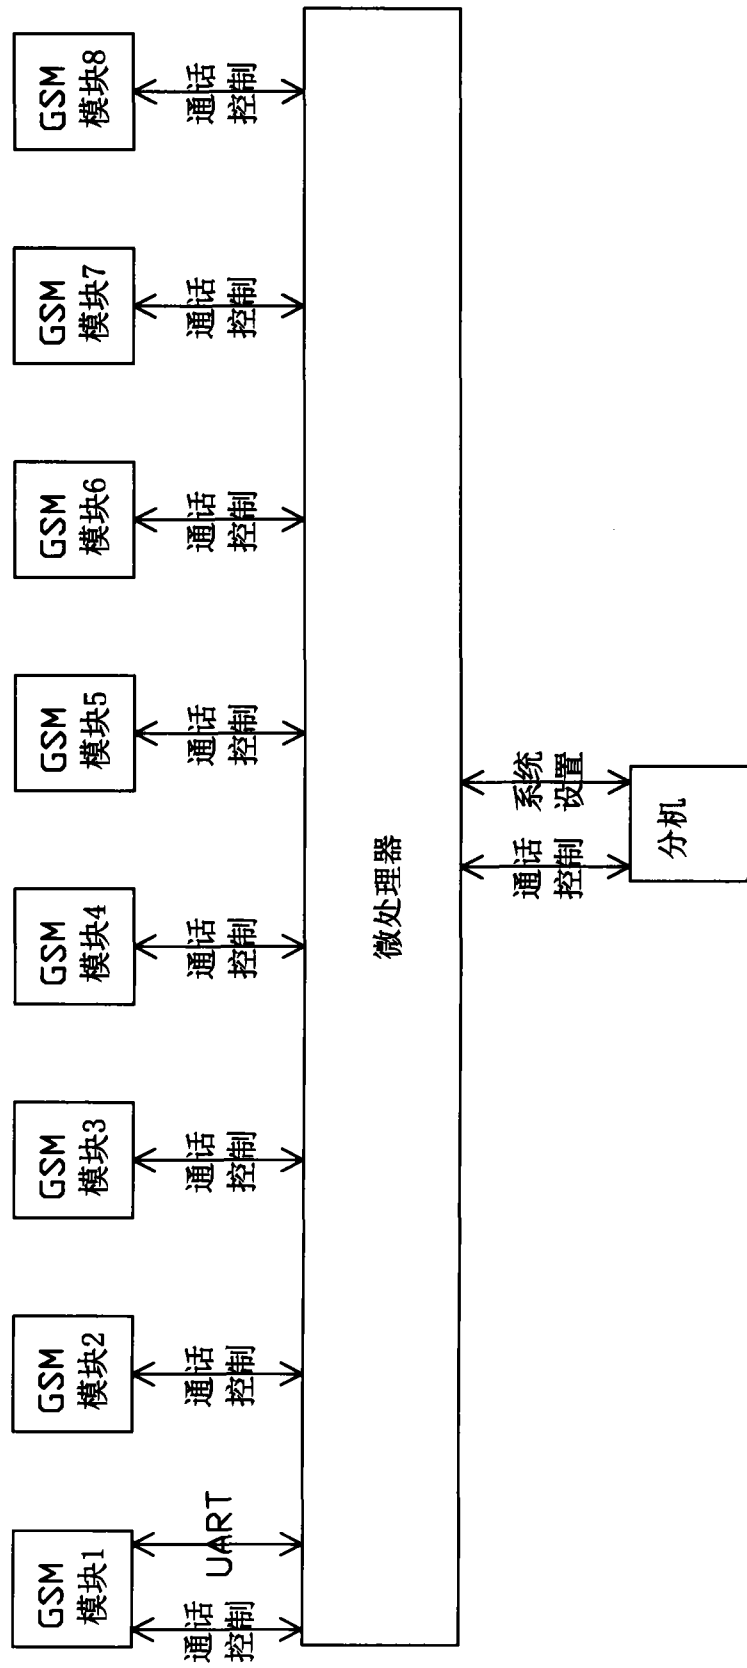 GSM
模块1
通话
控制
UART
GSM
模块2
通话
控制
GSM
模块3
通话
控制
GSM
模块4
通话
控制
GSM
模块5
通话
控制
GSM
模块6
通话
控制
GSM
模块7
通话
控制
GSM
模块8
通话
控制
微处理器
通话
控制
系统
设置
分机